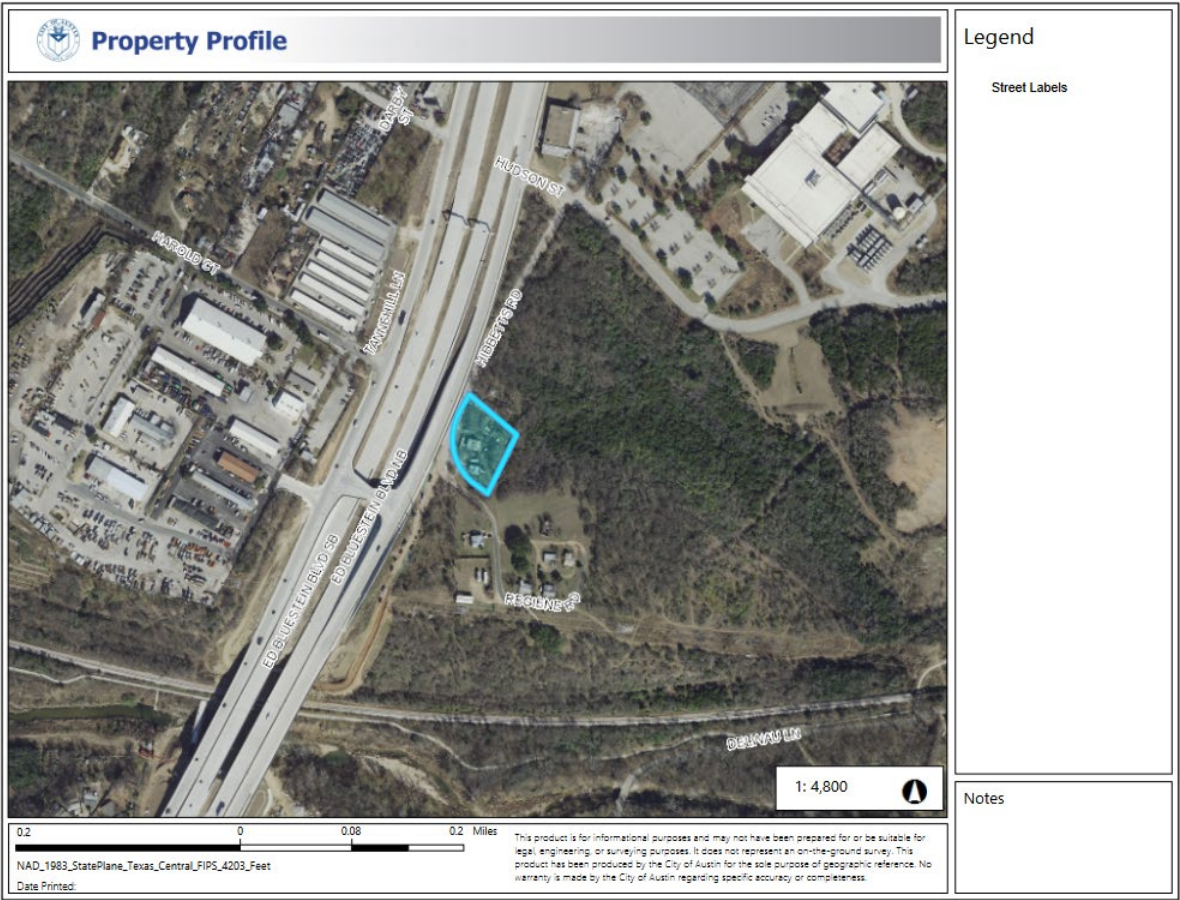 Property Profile
Legend
Street Labels
DARBY
ST
HUDSON ST
HAROLD CT
TANNEHILL LN
HIBBETTS RD
ED BLUESTEIN BLVD NB
ED BLUESTEIN BLVD SB
REGIENE RD
DELWAU LN
1: 4,800
Notes
0.2 0 0.08 0.2 Miles
NAD_1983_StatePlane_Texas_Central_FIPS_4203_Feet
Date Printed:
This product is for informational purposes and may not have been prepared for or be suitable for
legal, engineering, or surveying purposes. It does not represent an on-the-ground survey. This
product has been produced by the City of Austin for the sole purpose of geographic reference. No
warranty is made by the City of Austin regarding specific accuracy or completeness.